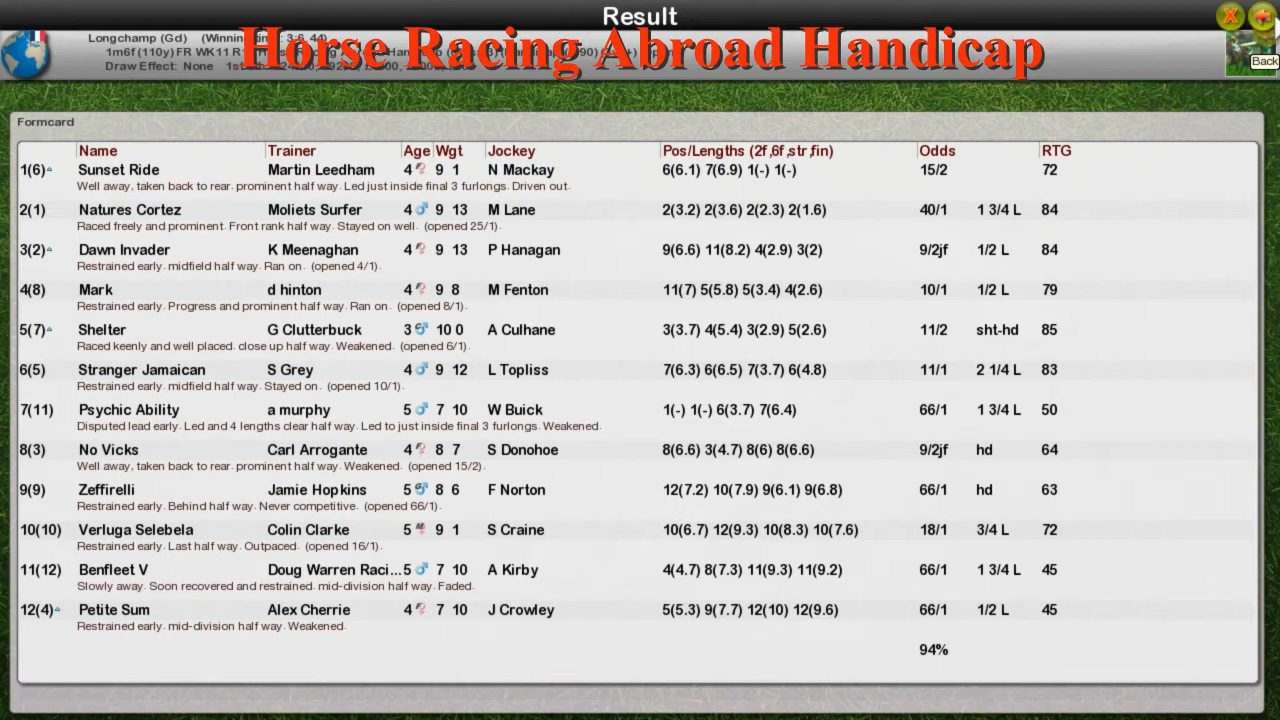 Result
Longchamp (Gd) (Winning
Horse Racing Abroad Handicap
1m6f (110y) FR WK11
Draw Effect: None
Back
Formcard
Name Trainer Age Wgt Jockey Pos/Lengths (2f,6f,str,fin) Odds RTG
1(6) Sunset Ride Martin Leedham 4 9 1 N Mackay 6(6.1) 7(6.9) 1(-) 1(-) 15/2 72
Well away, taken back to rear. prominent half way. Led just inside final 3 furlongs. Driven out.
2(1) Natures Cortez Moliets Surfer 4 9 13 M Lane 2(3.2) 2(3.6) 2(2.3) 2(1.6) 40/1 1 3/4 L 84
Raced freely and prominent. Front rank half way. Stayed on well. (opened 25/1).
3(2) Dawn Invader K Meenaghan 4 9 13 P Hanagan 9(6.6) 11(8.2) 4(2.9) 3(2) 9/2jf 1/2 L 84
Restrained early. midfield half way. Ran on. (opened 4/1).
4(8) Mark d hinton 4 9 8 M Fenton 11(7) 5(5.8) 5(3.4) 4(2.6) 10/1 1/2 L 79
Restrained early. Progress and prominent half way. Ran on. (opened 8/1).
5(7) Shelter G Clutterbuck 3 10 0 A Culhane 3(3.7) 4(5.4) 3(2.9) 5(2.6) 11/2 sht-hd 85
Raced keenly and well placed. close up half way. Weakened. (opened 6/1).
6(5) Stranger Jamaican S Grey 4 9 12 L Topliss 7(6.3) 6(6.5) 7(3.7) 6(4.8) 11/1 2 1/4 L 83
Restrained early. midfield half way. Stayed on. (opened 10/1).
7(11) Psychic Ability a murphy 5 7 10 W Buick 1(-) 1(-) 6(3.7) 7(6.4) 66/1 1 3/4 L 50
Disputed lead early. Led and 4 lengths clear half way. Led to just inside final 3 furlongs. Weakened.
8(3) No Vicks Carl Arrogante 4 8 7 S Donohoe 8(6.6) 3(4.7) 8(6) 8(6.6) 9/2jf hd 64
Well away, taken back to rear. prominent half way. Weakened. (opened 15/2).
9(9) Zeffirelli Jamie Hopkins 5 8 6 F Norton 12(7.2) 10(7.9) 9(6.1) 9(6.8) 66/1 hd 63
Restrained early. Behind half way. Never competitive. (opened 66/1).
10(10) Verluga Selebela Colin Clarke 5 9 1 S Craine 10(6.7) 12(9.3) 10(8.3) 10(7.6) 18/1 3/4 L 72
Restrained early. Last half way. Outpaced. (opened 16/1).
11(12) Benfleet V Doug Warren Raci... 5 7 10 A Kirby 4(4.7) 8(7.3) 11(9.3) 11(9.2) 66/1 1 3/4 L 45
Slowly away. Soon recovered and restrained. mid-division half way. Faded.
12(4) Petite Sum Alex Cherrie 4 7 10 J Crowley 5(5.3) 9(7.7) 12(10) 12(9.6) 66/1 1/2 L 45
Restrained early. mid-division half way. Weakened.
94%